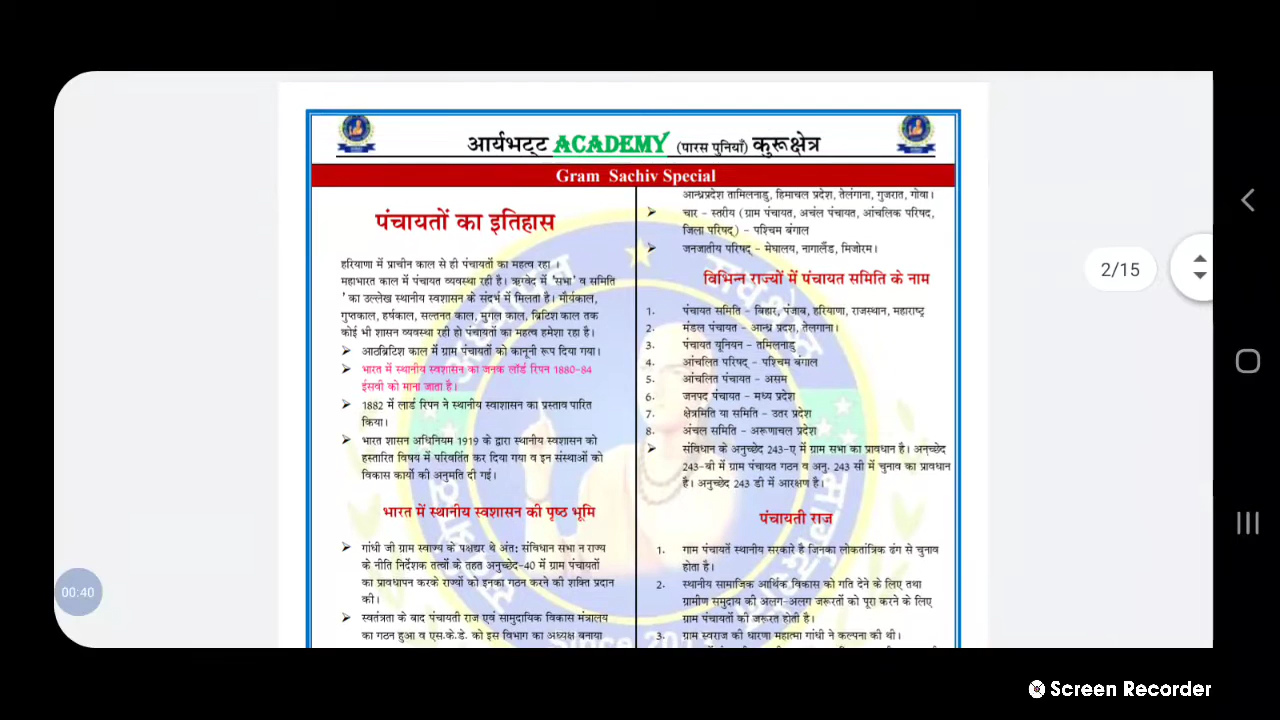 आर्यभट्ट ACADEMY (पारस पुनियाँ) कुरूक्षेत्र
Gram Sachiv Special
पंचायतों का इतिहास
हरियाणा में प्राचीन काल से ही पंचायतों का महत्व रहा ।
महाभारत काल में पंचायत व्यवस्था रही है। ऋग्वेद में 'सभा' व समिति
' का उल्लेख स्थानीय स्वशासन के संदर्भ में मिलता है। मौर्यकाल,
गुप्तकाल, हर्षकाल, सल्तनत काल, मुगल काल, ब्रिटिश काल तक
कोई भी शासन व्यवस्था रही हो पंचायतों का महत्व हमेशा रहा है।
➢ आठब्रिटिश काल में ग्राम पंचायतों को कानूनी रूप दिया गया।
➢ भारत में स्थानीय स्वशासन का जनक लॉर्ड रिपन 1880-84
ईसवी को माना जाता है।
➢ 1882 में लार्ड रिपन ने स्थानीय स्वाशासन का प्रस्ताव पारित
किया।
➢ भारत शासन अधिनियम 1919 के द्वारा स्थानीय स्वशासन को
हस्तारित विषय में परिवर्तित कर दिया गया व इन संस्थाओं को
विकास कार्यो की अनुमति दी गई।
भारत में स्थानीय स्वशासन की पृष्ठ भूमि
➢ गांधी जी ग्राम स्वाज्य के पक्षद्यर थे अंत: संविधान सभा न राज्य
के नीति निर्देशक तत्वों के तहत अनुच्छेद-40 में ग्राम पंचायतों
का प्रावधापन करके राज्यों को इनका गठन करने की शक्ति प्रदान
की।
➢ स्वतंत्रता के बाद पंचायती राज एवं सामुदायिक विकास मंत्रालय
का गठन हुआ व एस.के.डे. को इस विभाग का अध्यक्ष बनाया
आन्ध्रप्रदेश तामिलनाडु, हिमाचल प्रदेश, तेलंगाना, गुजरात, गोवा।
➢ चार - स्तरीय (ग्राम पंचायत, अचंल पंचायत, आंचलिक परिषद,
जिला परिषद्) - पश्चिम बंगाल
➢ जनजातीय परिषद् - मेघालय, नागालैंड, मिजोरम।
विभिन्न राज्यों में पंचायत समिति के नाम
1. पंचायत समिति - बिहार, पंजाब, हरियाणा, राजस्थान, महाराष्ट्र
2. मंडल पंचायत - आन्ध्र प्रदेश, तेलगाना।
3. पंचायत यूनियन - तमिलनाडु
4. आंचलित परिषद् - पश्चिम बंगाल
5. आंचलित पंचायत - असम
6. जनपद पंचायत - मध्य प्रदेश
7. क्षेत्रमिति या समिति - उतर प्रदेश
8. अंचल समिति - अरूणाचल प्रदेश
➢ संविधान के अनुच्छेद 243-ए में ग्राम सभा का प्रावधान है। अनुच्छेद
243-बी में ग्राम पंचायत गठन व अनु. 243 सी में चुनाव का प्रावधान
है। अनुच्छेद 243 डी में आरक्षण है।
पंचायती राज
1. गाम पंचायतें स्थानीय सरकारे है जिनका लोकतांत्रिक ढंग से चुनाव
होता है।
2. स्थानीय सामाजिक आर्थिक विकास को गति देने के लिए तथा
ग्रामीण समुदाय की अलग-अलग जरूरतों को पूरा करने के लिए
ग्राम पंचायतों की जरूरत होती है।
3. ग्राम स्वराज की धारणा महात्मा गांधी ने कल्पना की थी।
2/15
00:40
Screen Recorder